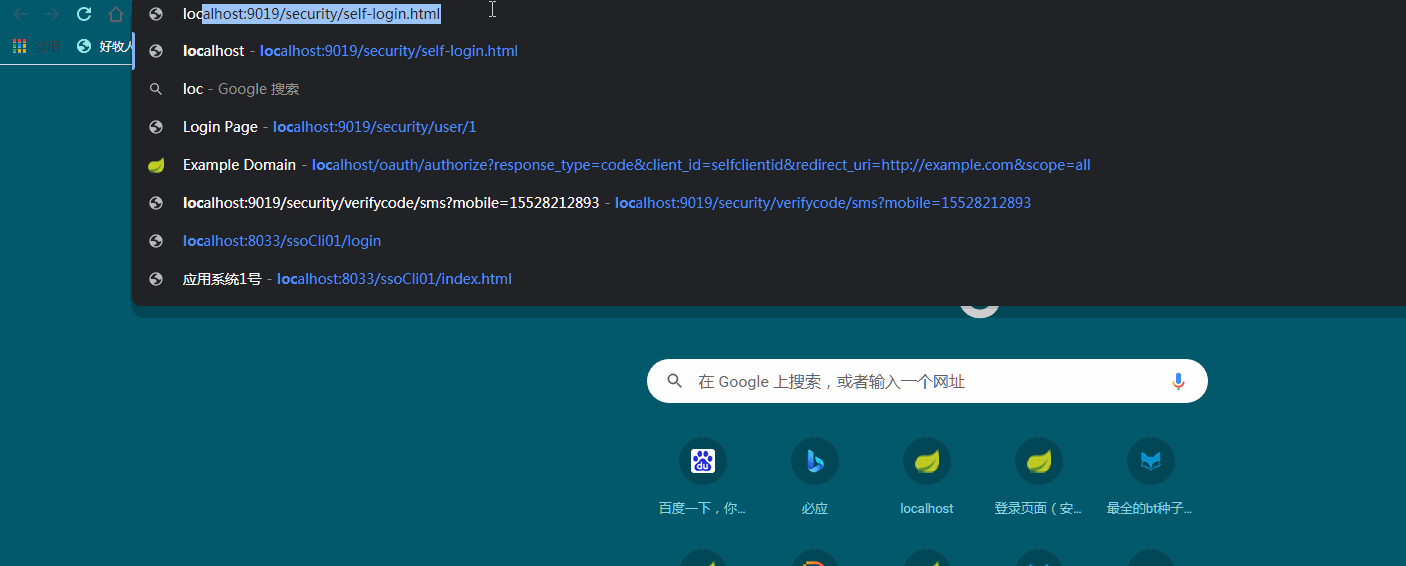 localhost:9019/security/self-login.html
应用 好牧人
localhost - localhost:9019/security/self-login.html
loc - Google 搜索
Login Page - localhost:9019/security/user/1
Example Domain - localhost/oauth/authorize?response_type=code&client_id=selfclientid&redirect_uri=http://example.com&scope=all
localhost:9019/security/verifycode/sms?mobile=15528212893 - localhost:9019/security/verifycode/sms?mobile=15528212893
localhost:8033/ssoCli01/login
应用系统1号 - localhost:8033/ssoCli01/index.html
在 Google 上搜索，或者输入一个网址
百度一下，你... 必应 localhost 登录页面（安... 最全的bt种子...